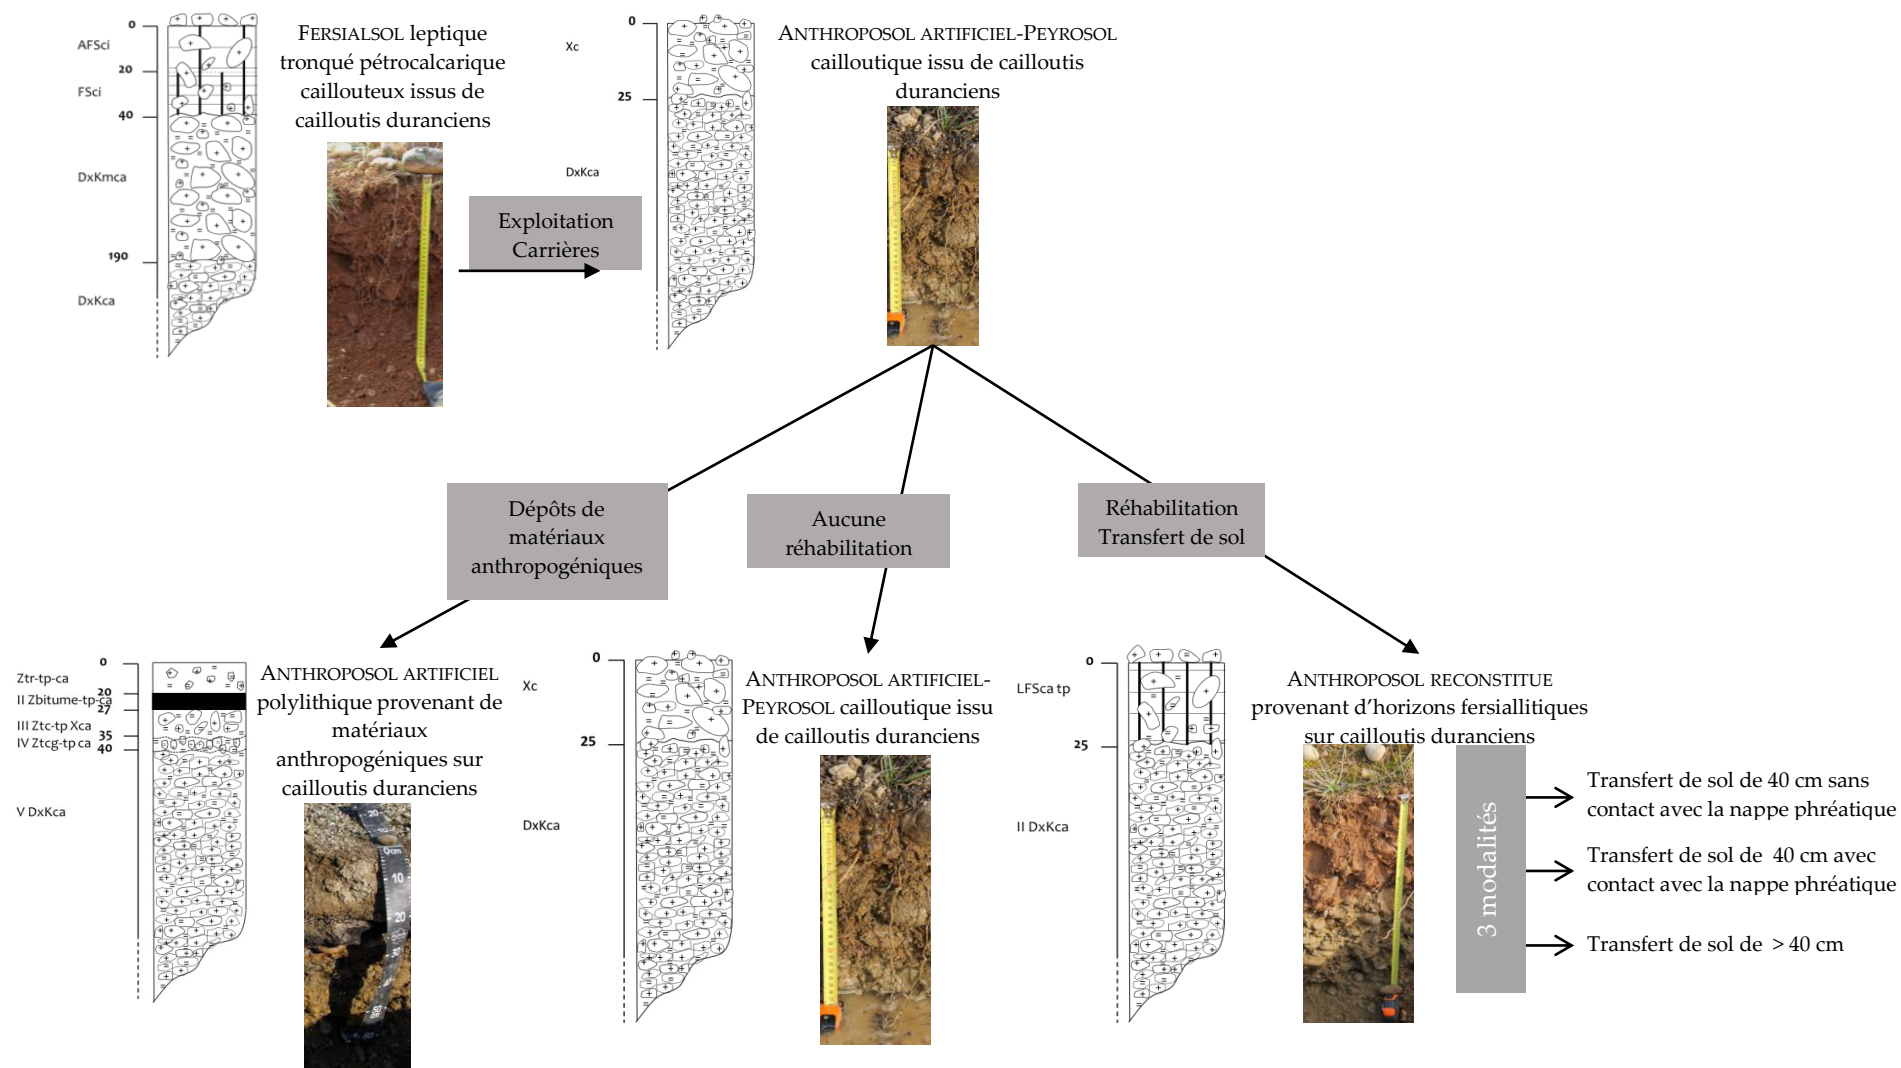 0
AFSci
20
FSci
40
DxKmca
190
DxKca
FERSIALSOL leptique
tronqué pétrocalcarique
caillouteux issus de
cailloutis duranciens
Exploitation
Carrières
0
Xc
25
DxKca
ANTHROPOSOL ARTIFICIEL-PEYROSOL
cailloutique issu de cailloutis
duranciens
Dépôts de
matériaux
anthropogéniques
Aucune
réhabilitation
Réhabilitation
Transfert de sol
0
Ztr-tp-ca
20
II Zbitume-tp-ca
27
III Ztc-tp Xca
35
IV Ztcg-tp ca
40
V DxKca
ANTHROPOSOL ARTIFICIEL
polylithique provenant de
matériaux
anthropogéniques sur
cailloutis duranciens
20
0cm
10
20
0
Xc
25
DxKca
ANTHROPOSOL ARTIFICIEL-
PEYROSOL cailloutique issu
de cailloutis duranciens
0
LFSca tp
25
II DxKca
ANTHROPOSOL RECONSTITUE
provenant d'horizons fersiallitiques
sur cailloutis duranciens
3 modalités
Transfert de sol de 40 cm sans
contact avec la nappe phréatique
Transfert de sol de 40 cm avec
contact avec la nappe phréatique
Transfert de sol de > 40 cm